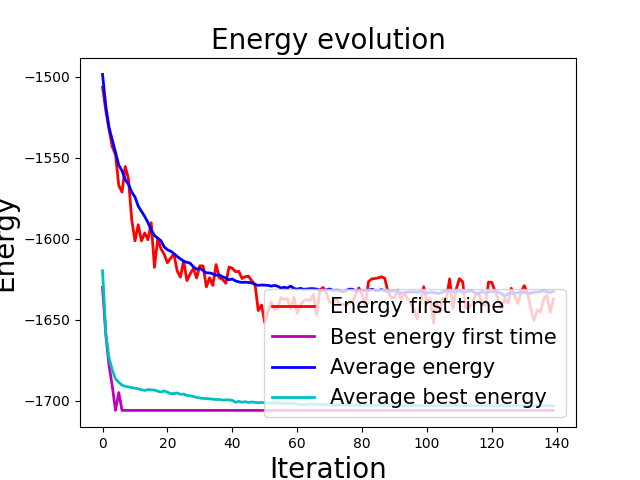 Energy evolution
Energy
−1500
−1550
−1600
−1650
−1700
Energy first time
Best energy first time
Average energy
Average best energy
0 20 40 60 80 100 120 140
Iteration